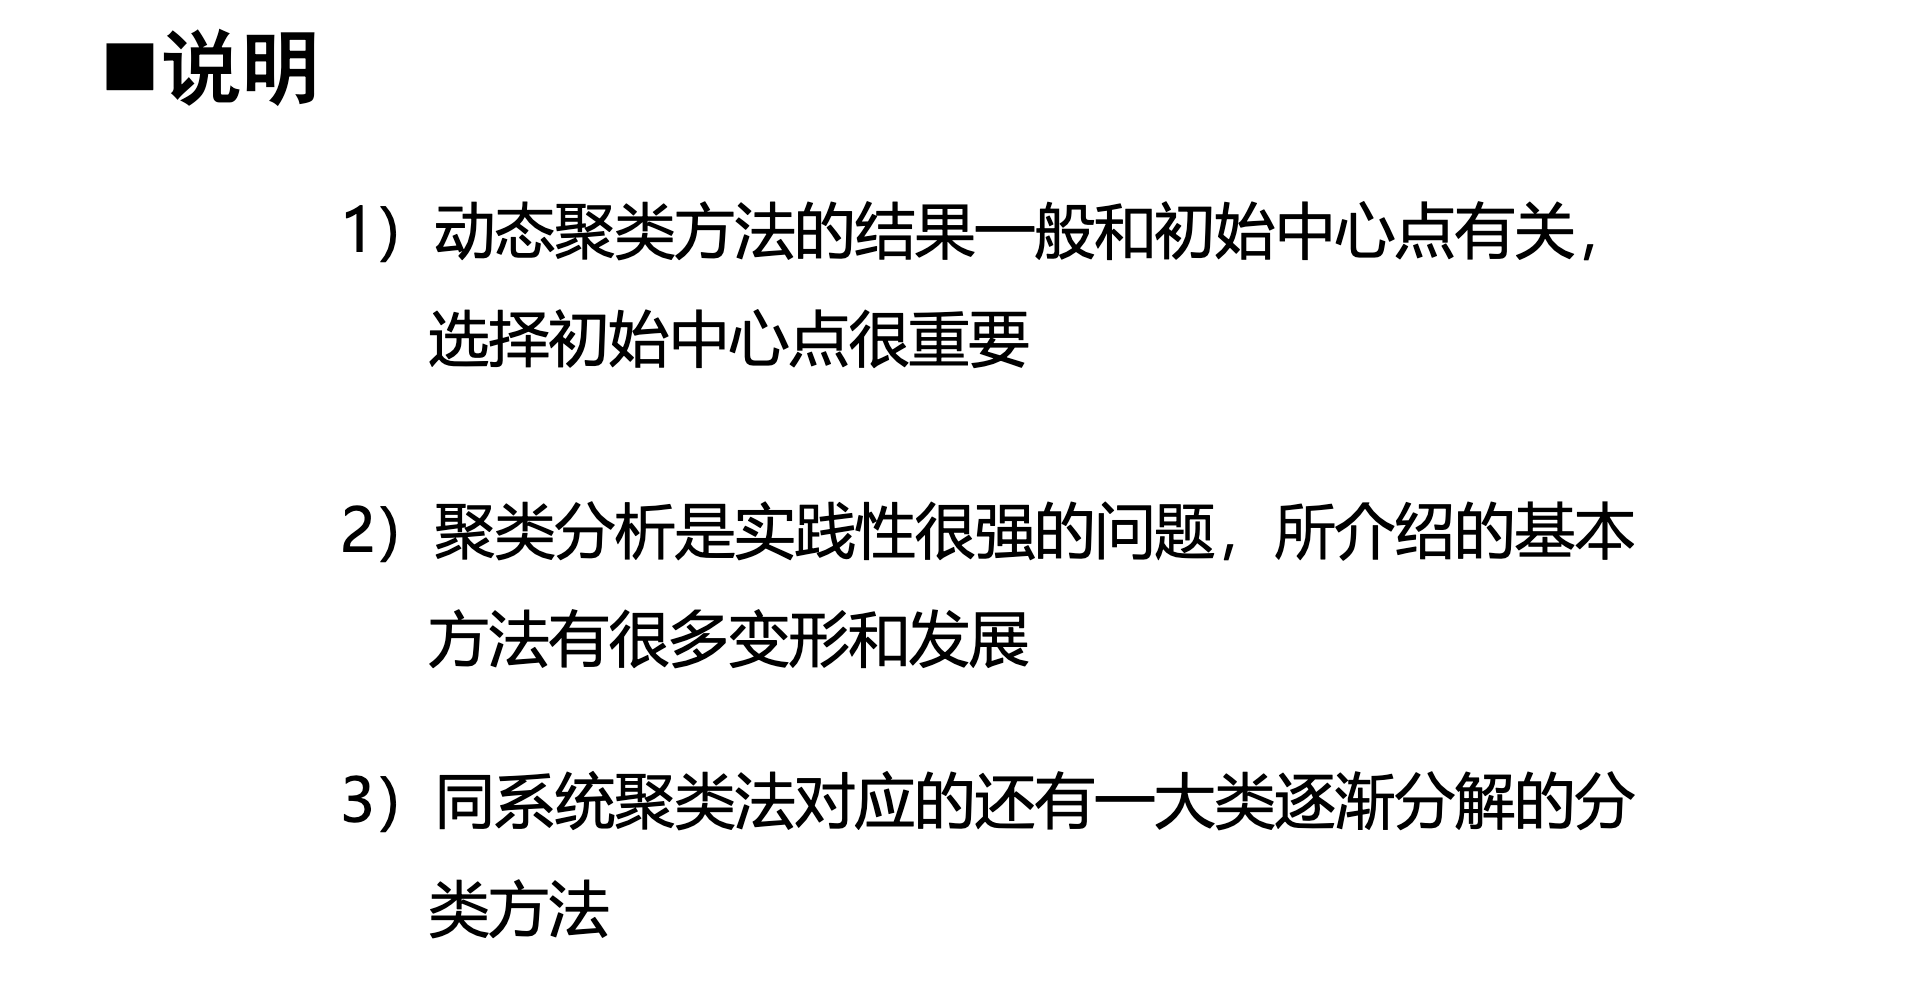 ■说明
1）动态聚类方法的结果一般和初始中心点有关，
选择初始中心点很重要
2）聚类分析是实践性很强的问题，所介绍的基本
方法有很多变形和发展
3）同系统聚类法对应的还有一大类逐渐分解的分
类方法